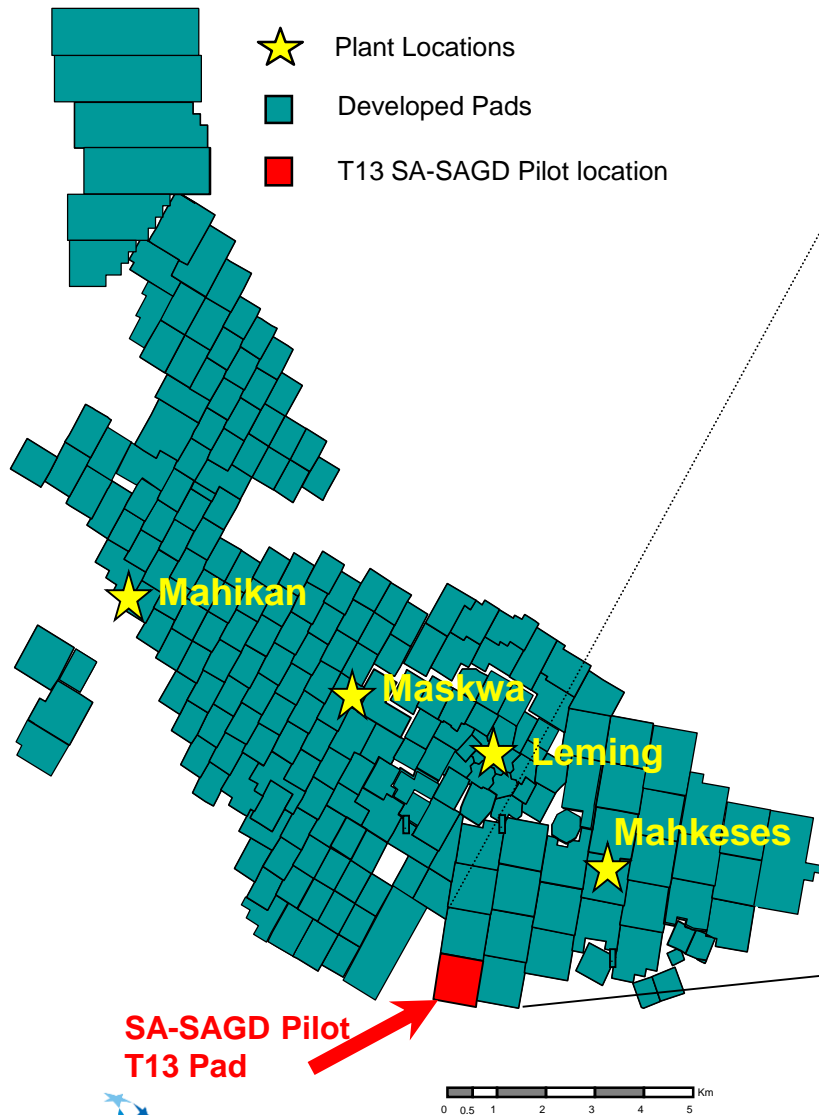 Plant Locations
Developed Pads
T13 SA-SAGD Pilot location
Mahikan
Maskwa
Leming
Mahkeses
SA-SAGD Pilot
T13 Pad
Km
0 0.5 1 2 3 4 5